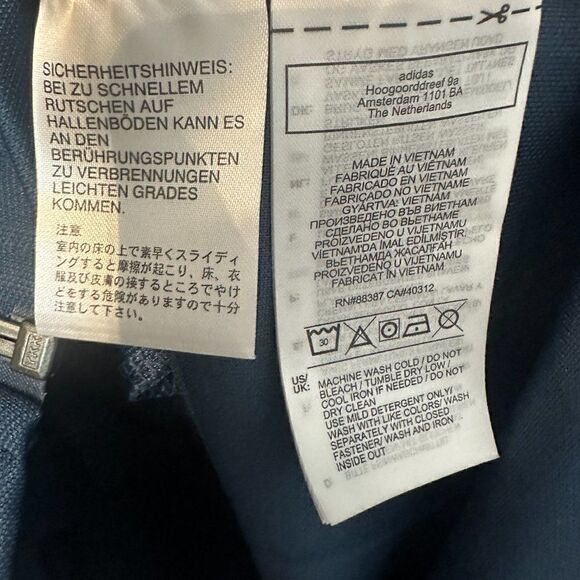 SICHERHEITSHINWEIS:
BEI ZU SCHNELLEM
RUTSCHEN AUF
HALLENBÖDEN KANN ES
AN DEN
BERÜHRUNGSPUNKTEN
ZU VERBRENNUNGEN
LEICHTEN GRADES
KOMMEN.
注意
室内の床の上で素早くスライディ
ングすると摩擦が起こり、床、衣
服及び皮膚の接するところでやけ
どをする危険がありますので十分
注意して下さい。
adidas
Hoogoorddreef 9a
Amsterdam 1101 BA
The Netherlands
MADE IN VIETNAM
FABRIQUÉ AU VIÊTNAM
FABRICADO EN VIETNAM
FABRICADO NO VIETNAME
GYÁRTVA: VIETNAM
ПРОИЗВЕДЕНО ВЪВ ВИЕТНАМ
СДЕЛАНО ВО ВЬЕТНАМЕ
PROIZVEDENO U VIJETNAMU
VIETNAM'DA IMAL EDILMIŞTIR.
ВЬЕТНАМДА ЖАСАЛҒАН
PROIZVEDENO U VIJETNAMU
FABRICAT ÎN VIETNAM
RN#88387 CA#40312
30
US/
UK:
MACHINE WASH COLD / DO NOT
BLEACH / TUMBLE DRY LOW /
COOL IRON IF NEEDED / DO NOT
DRY CLEAN
USE MILD DETERGENT ONLY/
WASH WITH LIKE COLORS/ WASH
SEPARATELY WITH CLOSED
FASTENER/ WASH AND IRON
INSIDE OUT